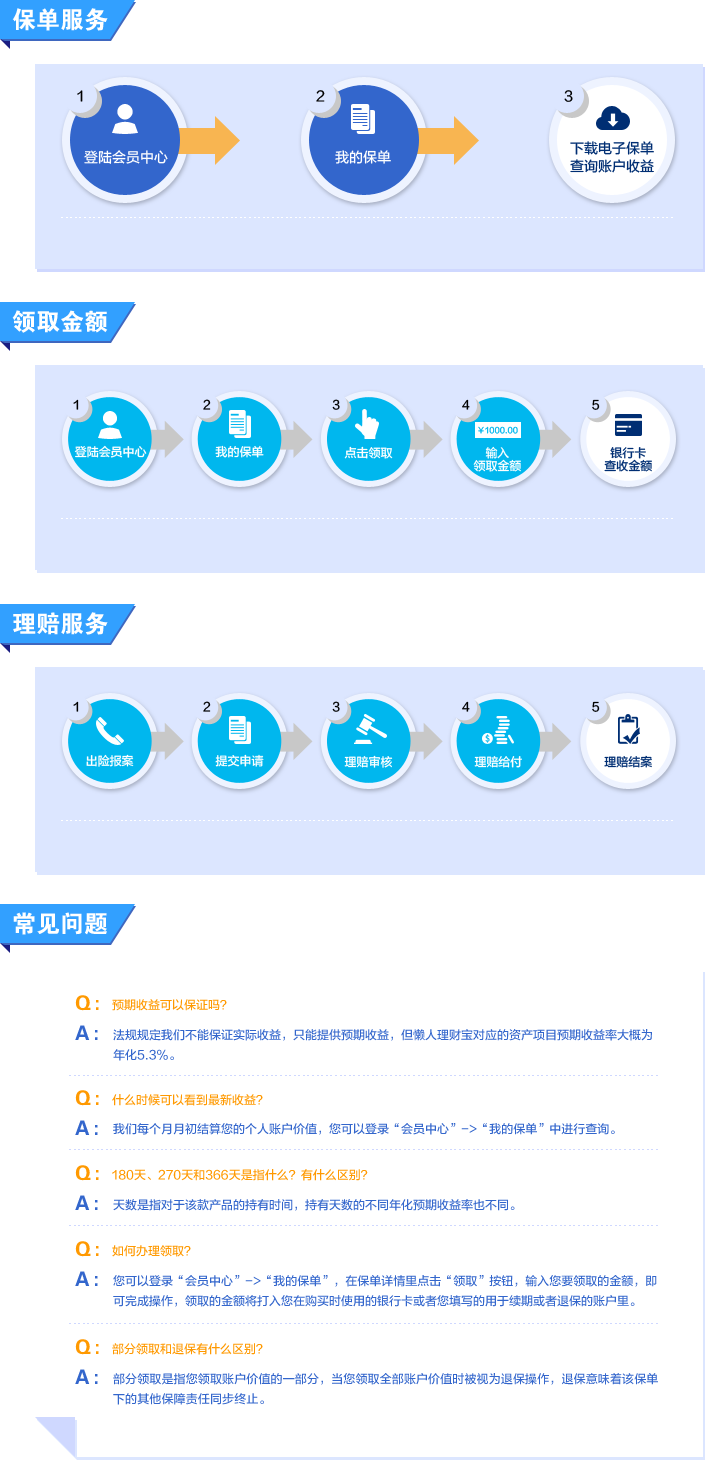 保单服务
1
登陆会员中心
2
我的保单
3
下载电子保单
查询账户收益
领取金额
1
登陆会员中心
2
我的保单
3
点击领取
4
¥1000.00
输入
领取金额
5
银行卡
查收金额
理赔服务
1
出险报案
2
提交申请
3
理赔审核
4
理赔给付
5
理赔结案
常见问题
Q： 预期收益可以保证吗?
A： 法规规定我们不能保证实际收益，只能提供预期收益，但懒人理财宝对应的资产项目预期收益率大概为
年化5.3%。
Q： 什么时候可以看到最新收益?
A： 我们每个月月初结算您的个人账户价值，您可以登录“会员中心”->“我的保单”中进行查询。
Q： 180天、270天和366天是指什么？有什么区别?
A： 天数是指对于该款产品的持有时间，持有天数的不同年化预期收益率也不同。
Q： 如何办理领取?
A： 您可以登录“会员中心”->“我的保单”，在保单详情里点击“领取”按钮，输入您要领取的金额，即
可完成操作，领取的金额将打入您在购买时使用的银行卡或者您填写的用于续期或者退保的账户里。
Q： 部分领取和退保有什么区别?
A： 部分领取是指您领取账户价值的一部分，当您领取全部账户价值时被视为退保操作，退保意味着该保单
下的其他保障责任同步终止。